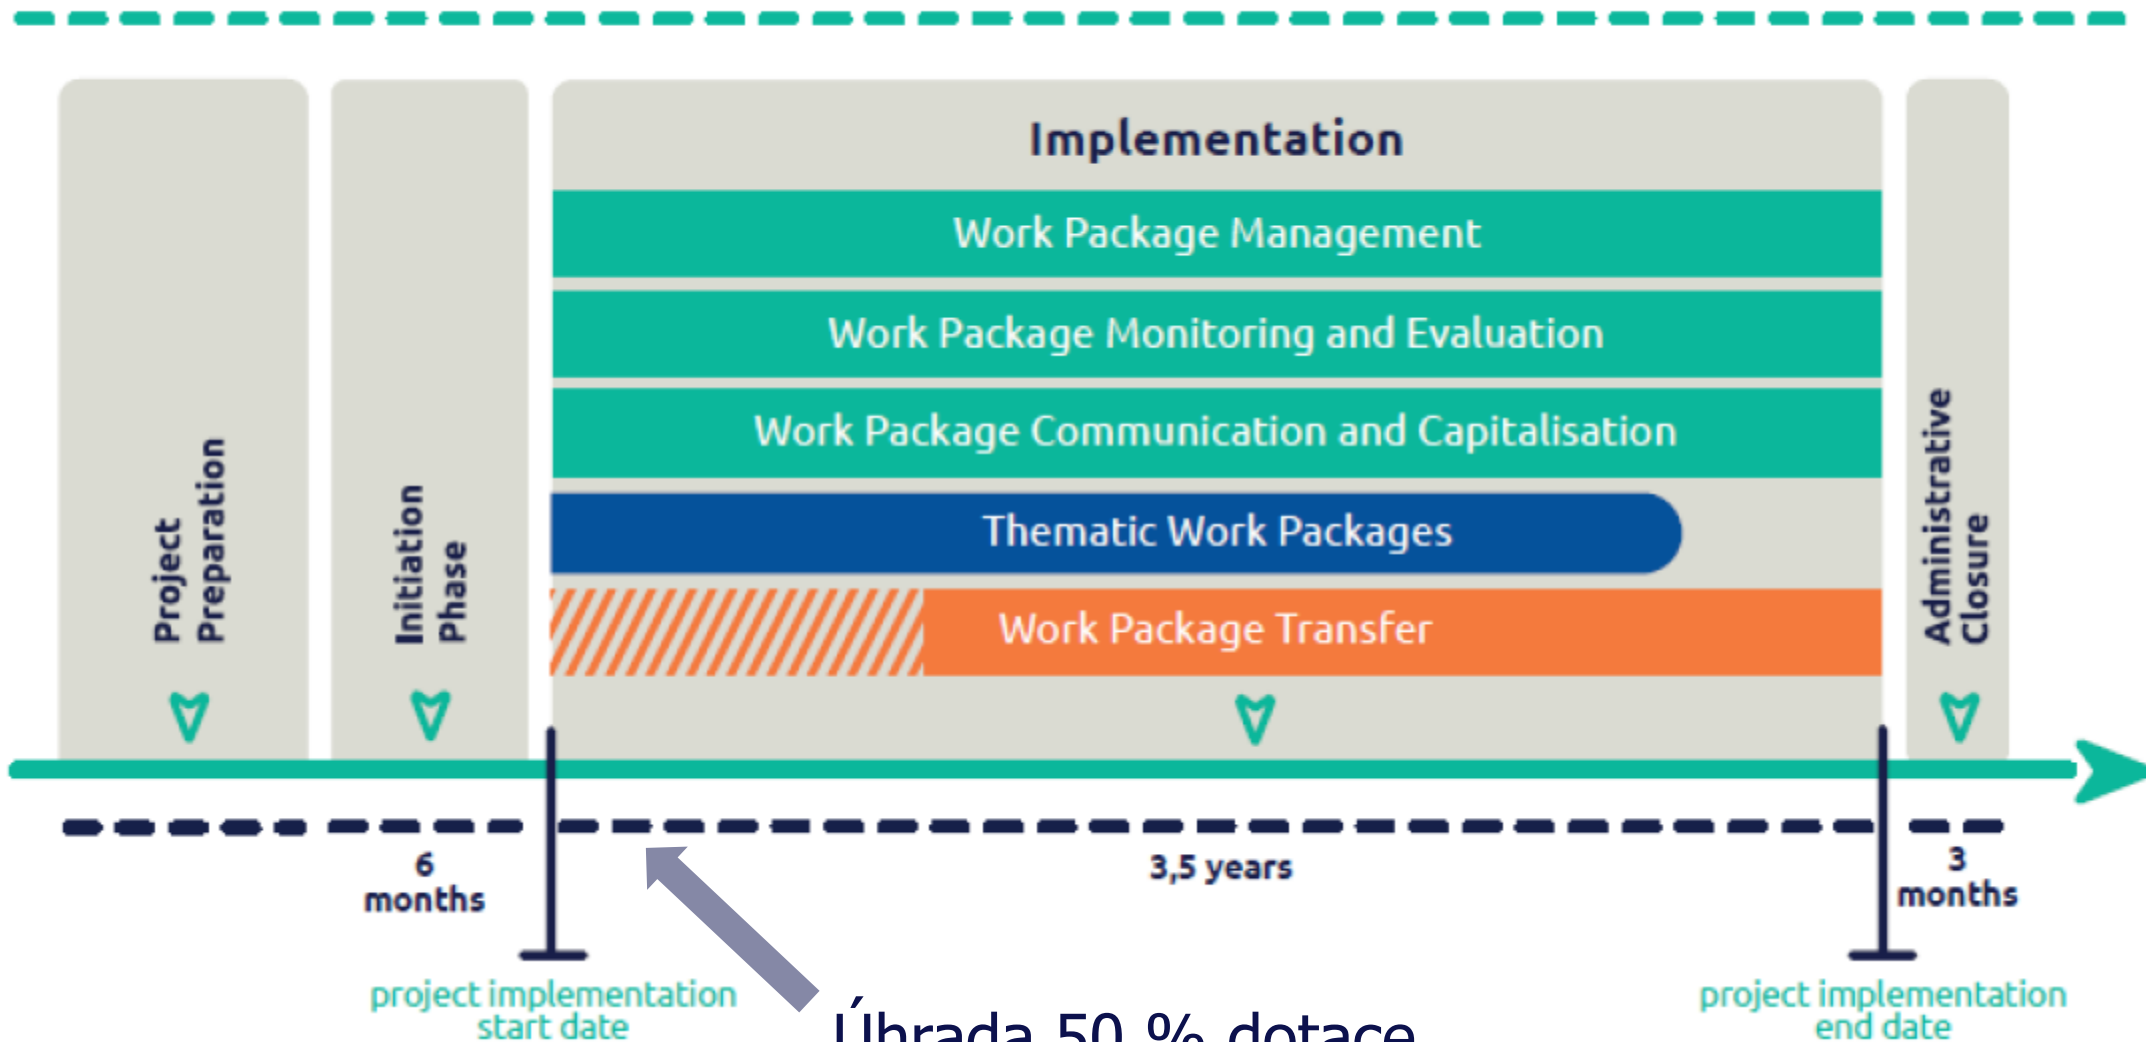 Implementation
Work Package Management
Work Package Monitoring and Evaluation
Work Package Communication and Capitalisation
Thematic Work Packages
Work Package Transfer
Project
Preparation
Initiation
Phase
Administrative
Closure
6
months
3,5 years
3
months
project implementation
start date
Úhrada 50 % dotace
project implementation
end date